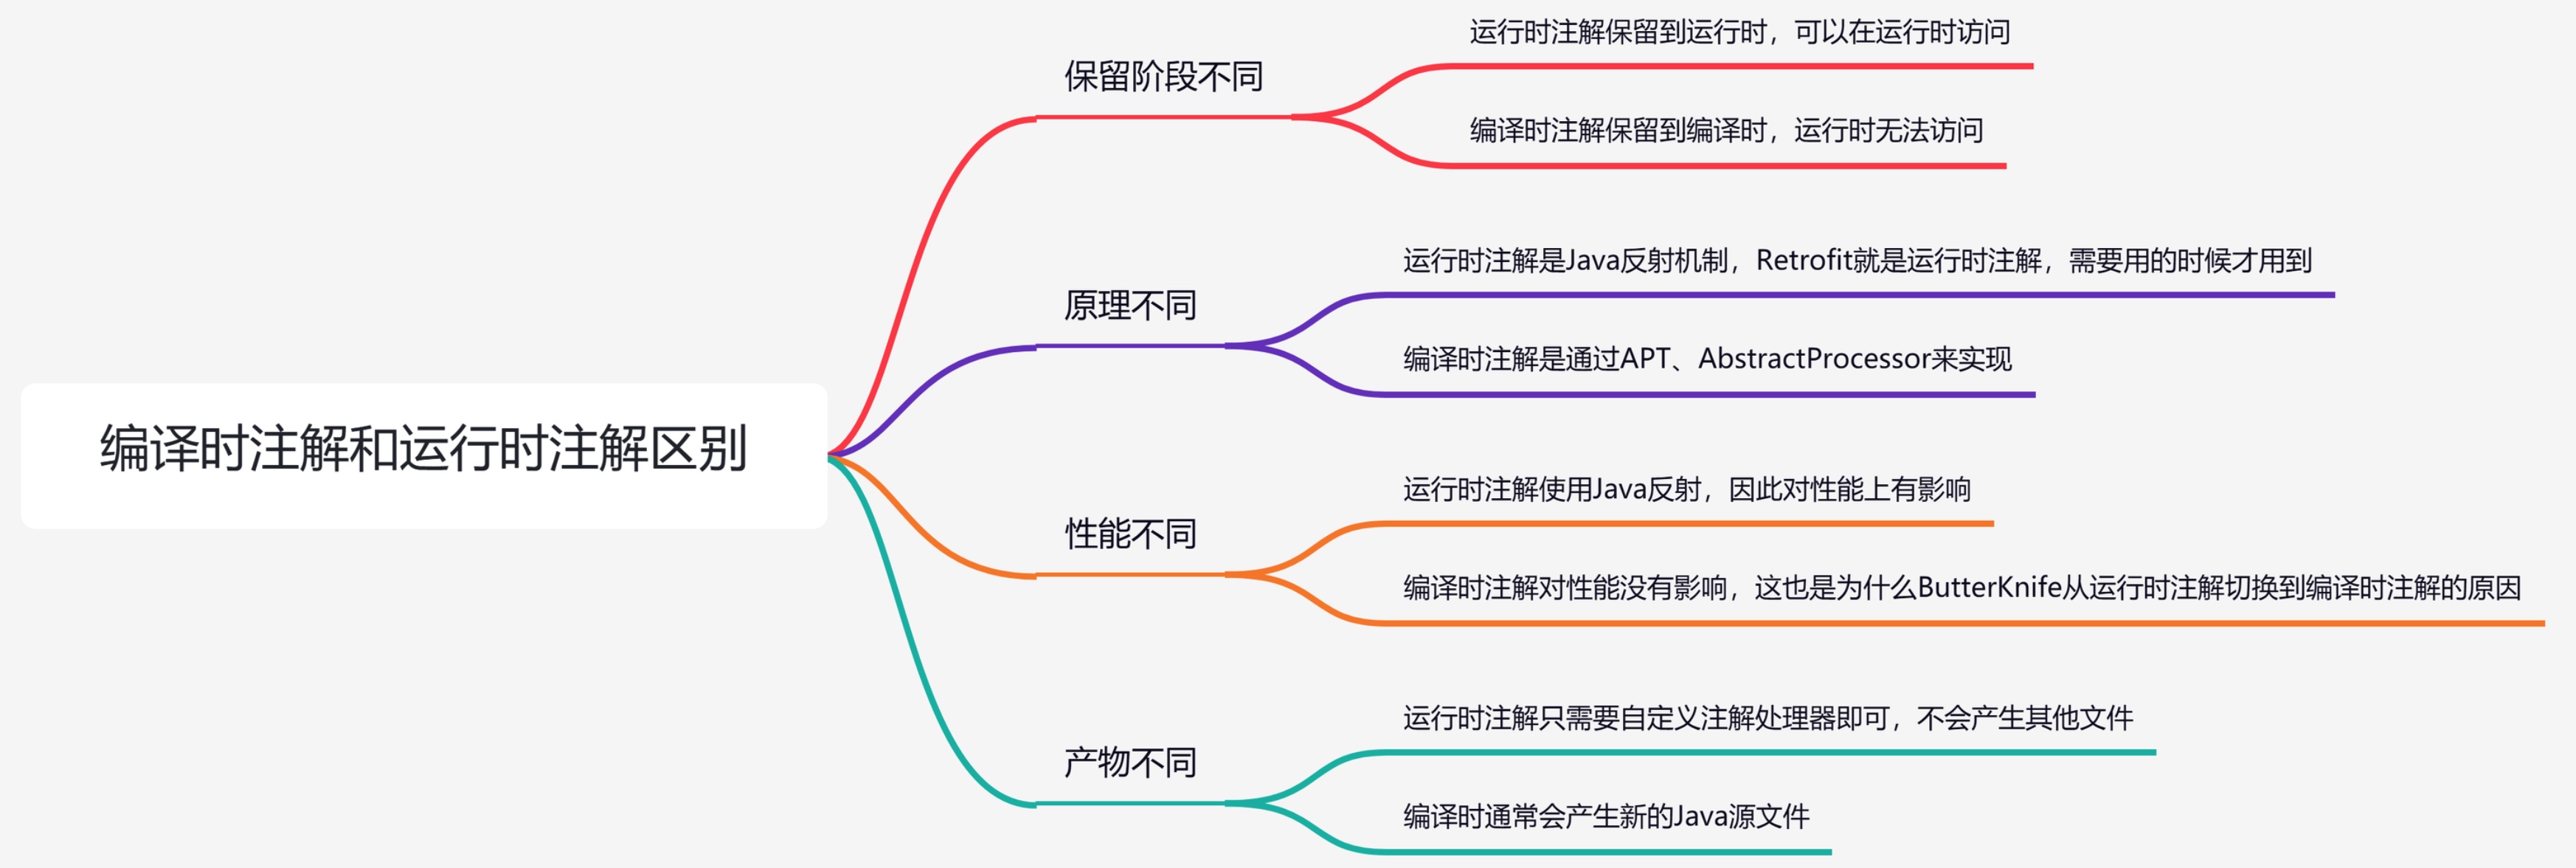 编译时注解和运行时注解区别
保留阶段不同
运行时注解保留到运行时，可以在运行时访问
编译时注解保留到编译时，运行时无法访问
原理不同
运行时注解是Java反射机制，Retrofit就是运行时注解，需要用的时候才用到
编译时注解是通过APT、AbstractProcessor来实现
性能不同
运行时注解使用Java反射，因此对性能上有影响
编译时注解对性能没有影响，这也是为什么ButterKnife从运行时注解切换到编译时注解的原因
产物不同
运行时注解只需要自定义注解处理器即可，不会产生其他文件
编译时通常会产生新的Java源文件